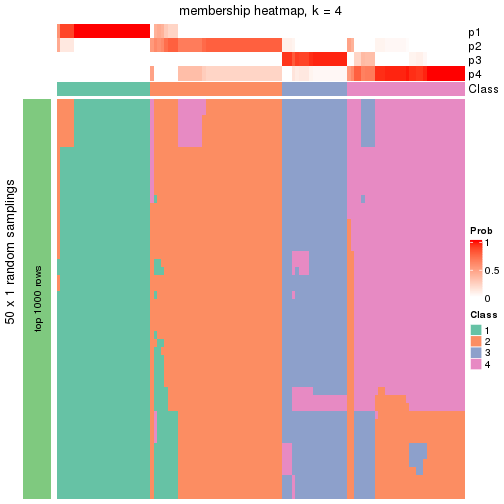 membership heatmap, k = 4
p1
p2
p3
p4
Class
50 x 1 random samplings
top 1000 rows
Prob
1
0.5
0
Class
1
2
3
4